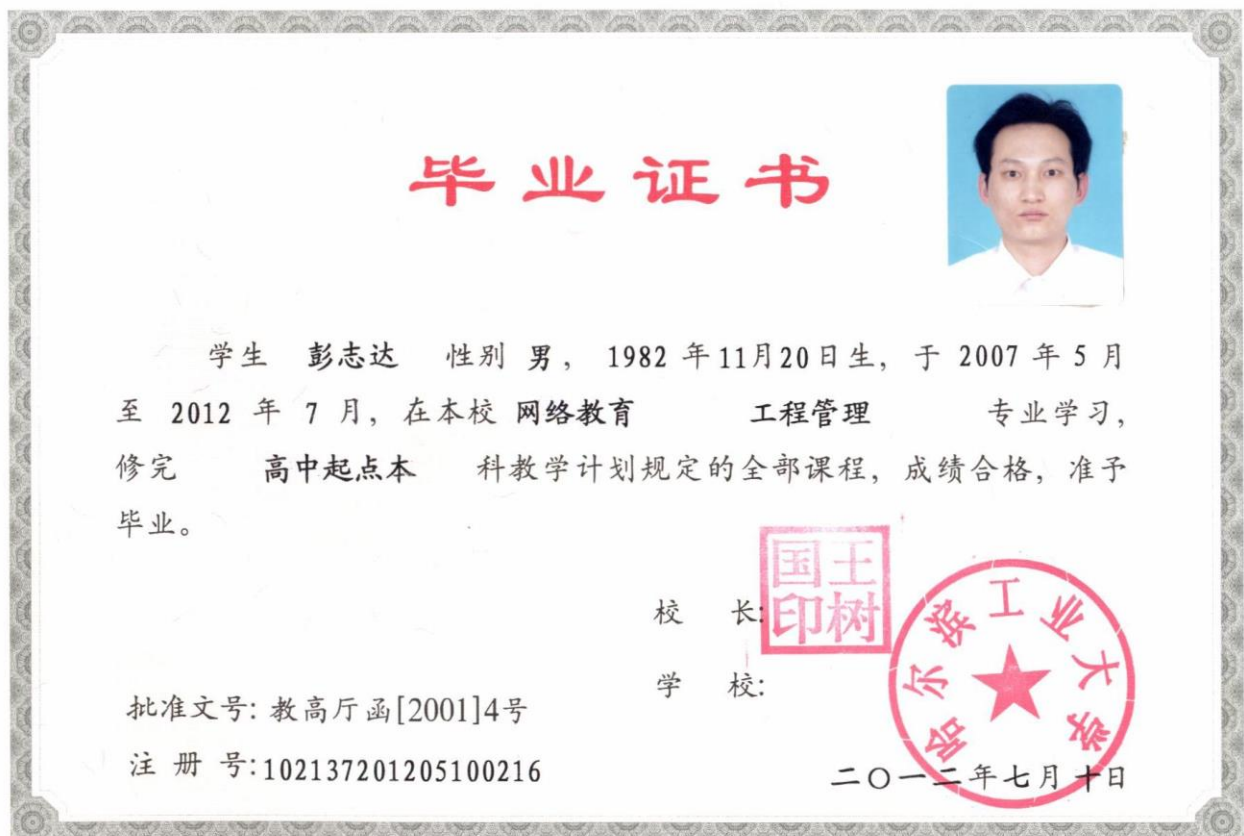 毕业证书
学生 彭志达 性别 男, 1982 年11月20日生, 于 2007 年 5 月
至 2012 年 7 月, 在本校 网络教育 工程管理 专业学习,
修完 高中起点本 科教学计划规定的全部课程, 成绩合格, 准予
毕业。
校 长:
王树国印
学 校:
哈尔滨工业大学
批准文号: 教高厅函[2001]4号
注 册 号:102137201205100216
二〇一二年七月十日